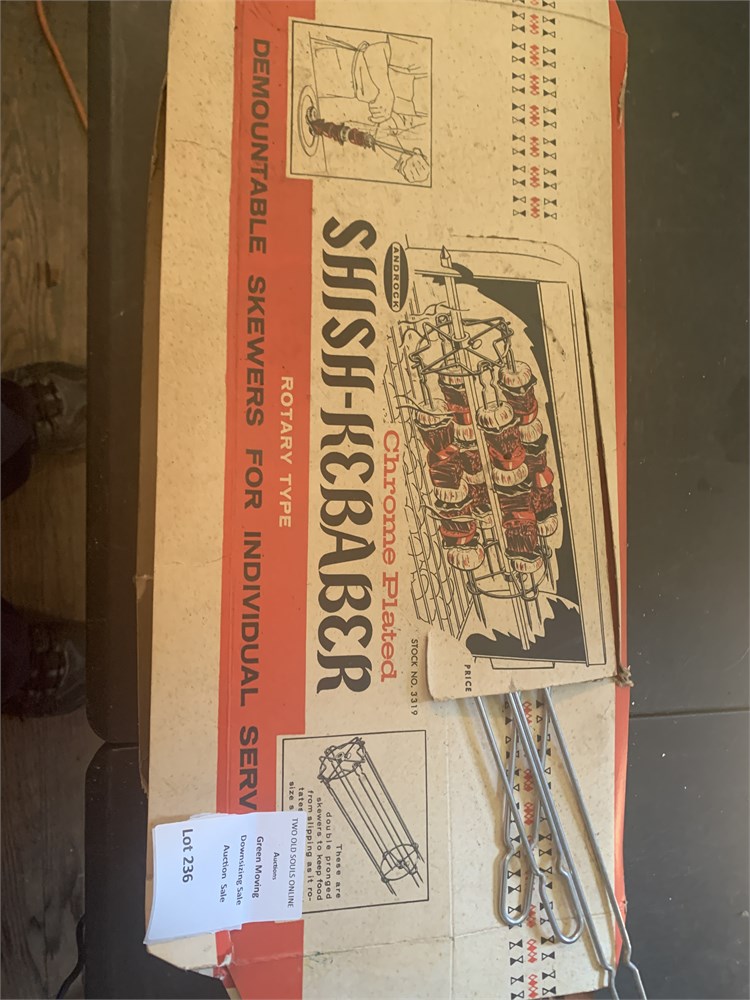 ANDROCK
SHISH-KEBABER
Chrome Plated
STOCK NO. 3319
PRICE
ROTARY TYPE
DEMOUNTABLE SKEWERS FOR INDIVIDUAL SERV
These are
double pronged
skewers to keep food
from slipping as it ro-
tates
size s
TWO OLD SOULS ONLINE
Auctions
Green Moving
Downsizing Sale
Auction Sale
Lot 236